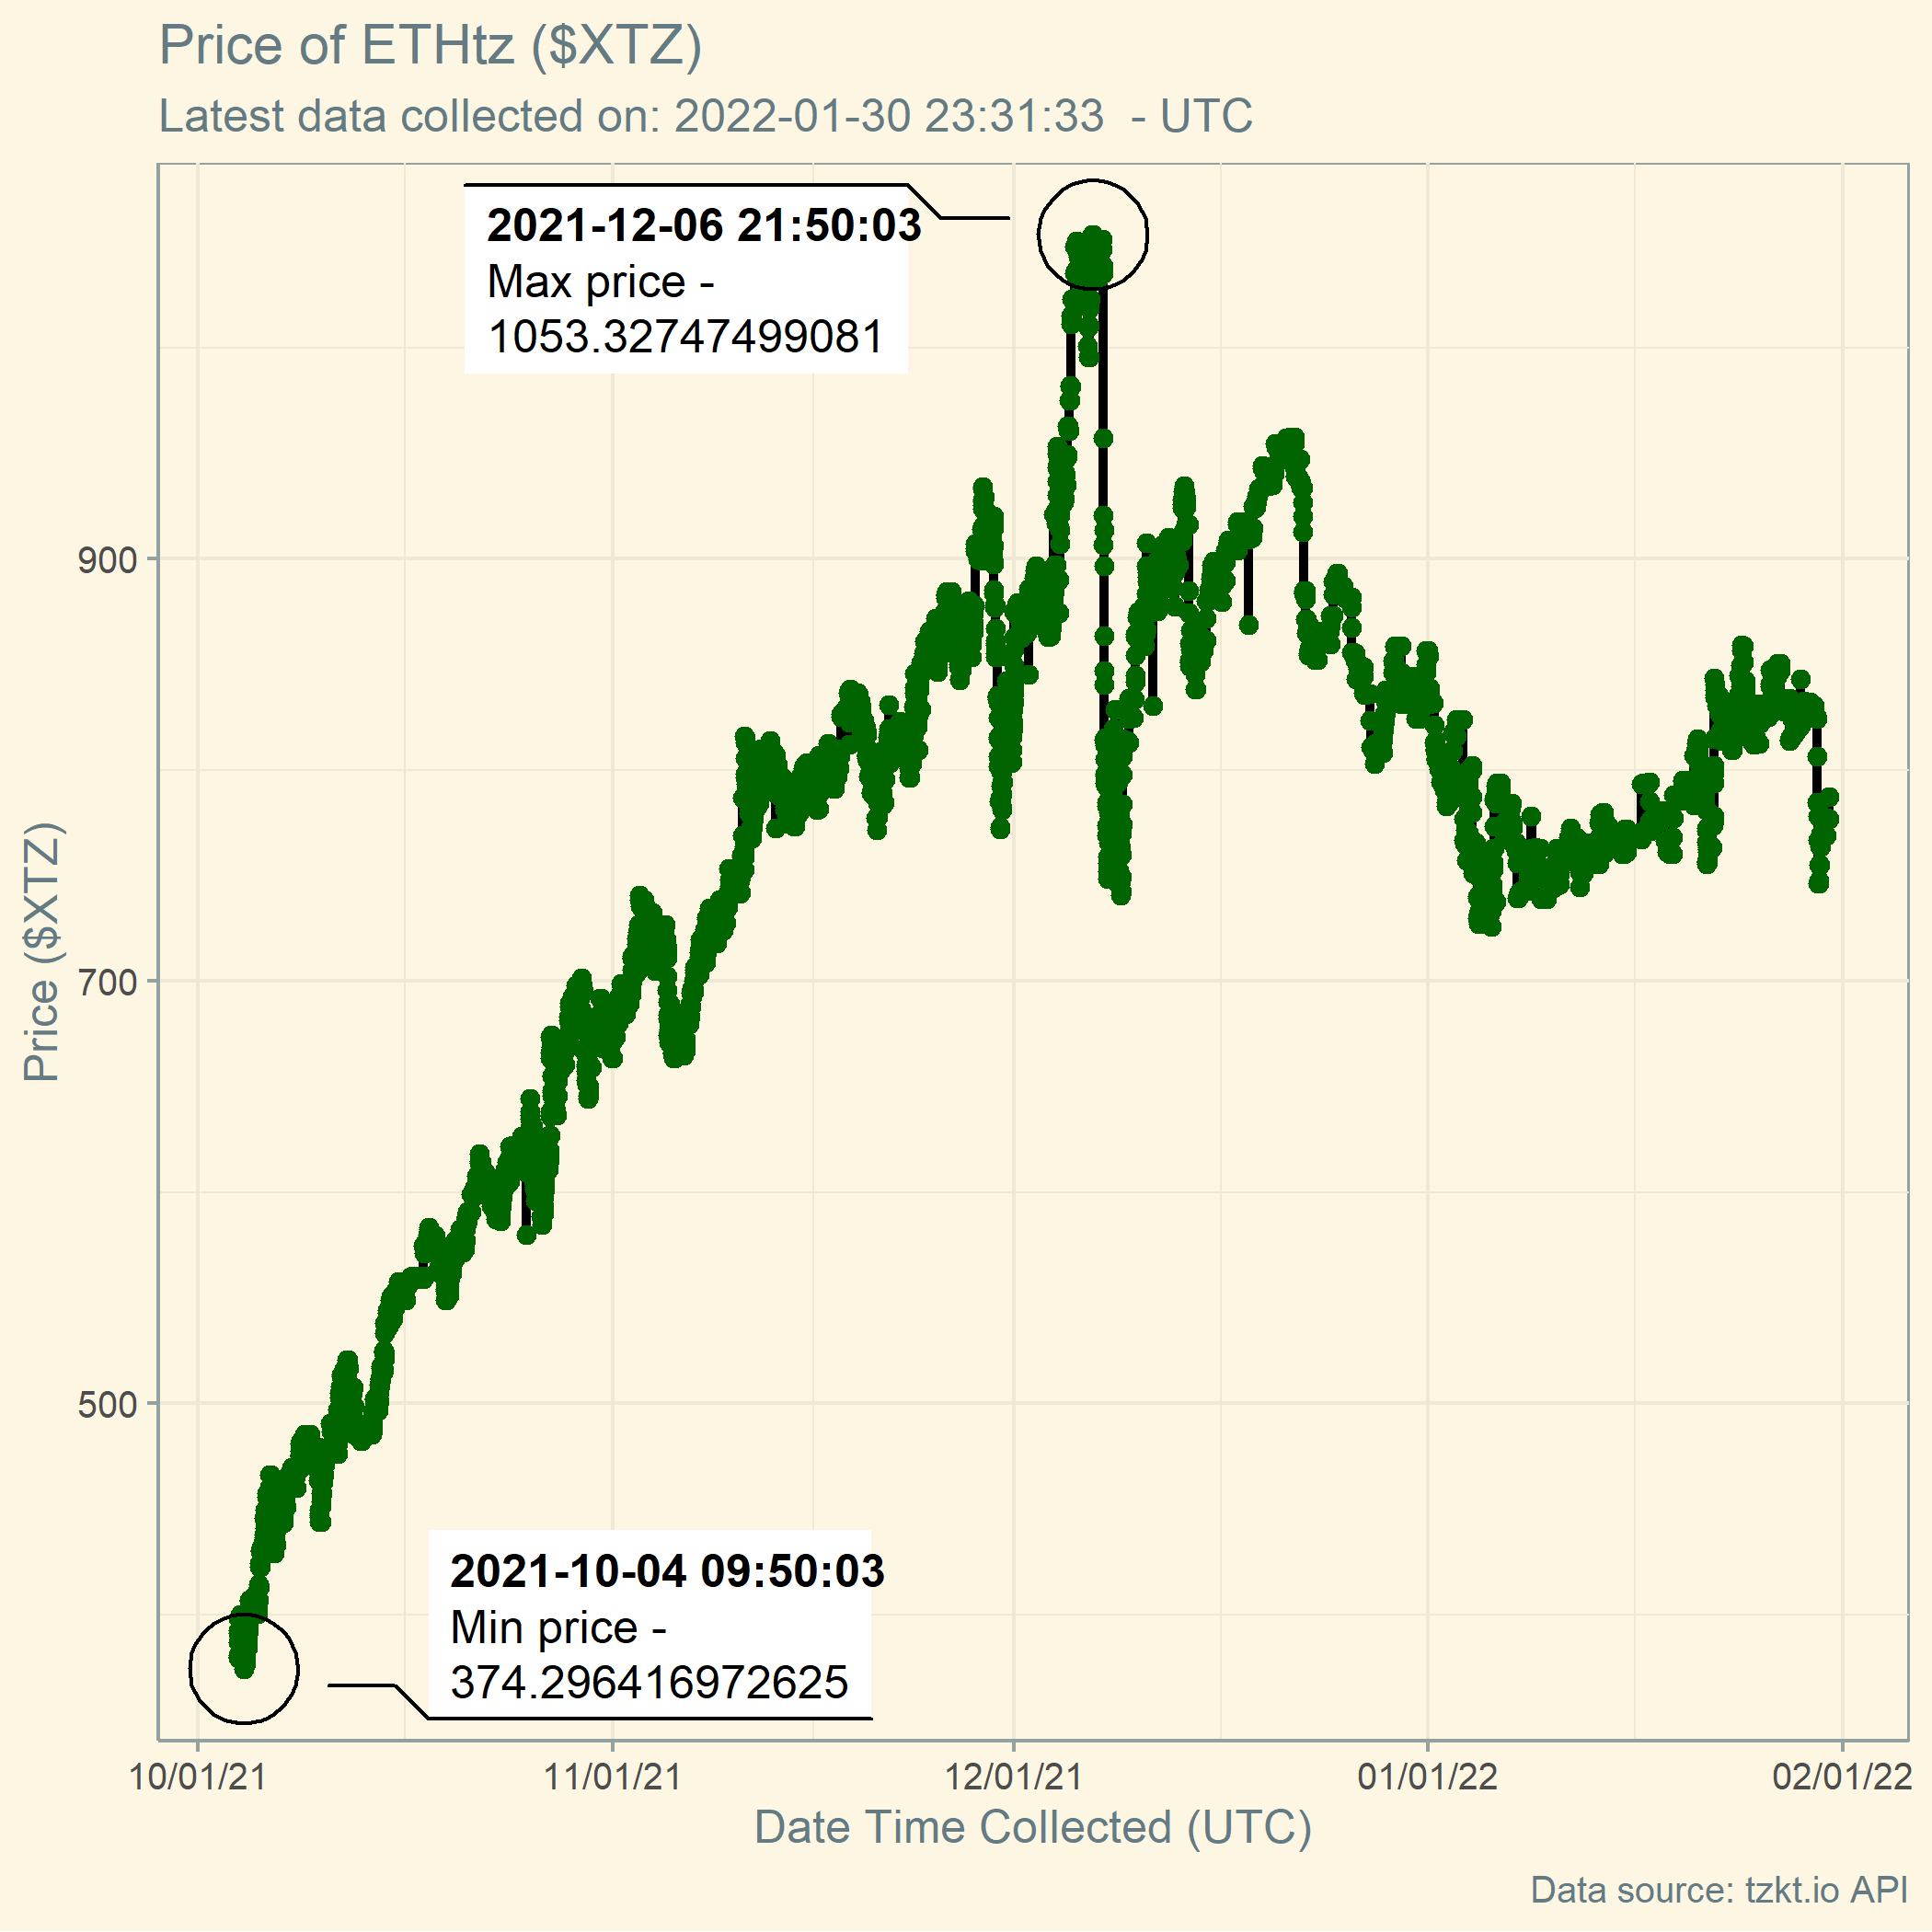 Price of ETHtz ($XTZ)
Latest data collected on: 2022-01-30 23:31:33  - UTC
2021-12-06 21:50:03
Max price -
1053.32747499081
900
700
500
Price ($XTZ)
2021-10-04 09:50:03
Min price -
374.296416972625
10/01/21
11/01/21
12/01/21
01/01/22
02/01/22
Date Time Collected (UTC)
Data source: tzkt.io API